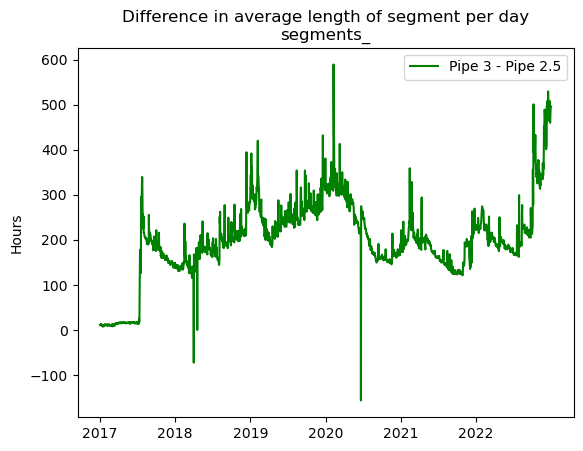 Difference in average length of segment per day
segments_
Pipe 3 - Pipe 2.5
Hours
600
500
400
300
200
100
0
−100
2017 2018 2019 2020 2021 2022